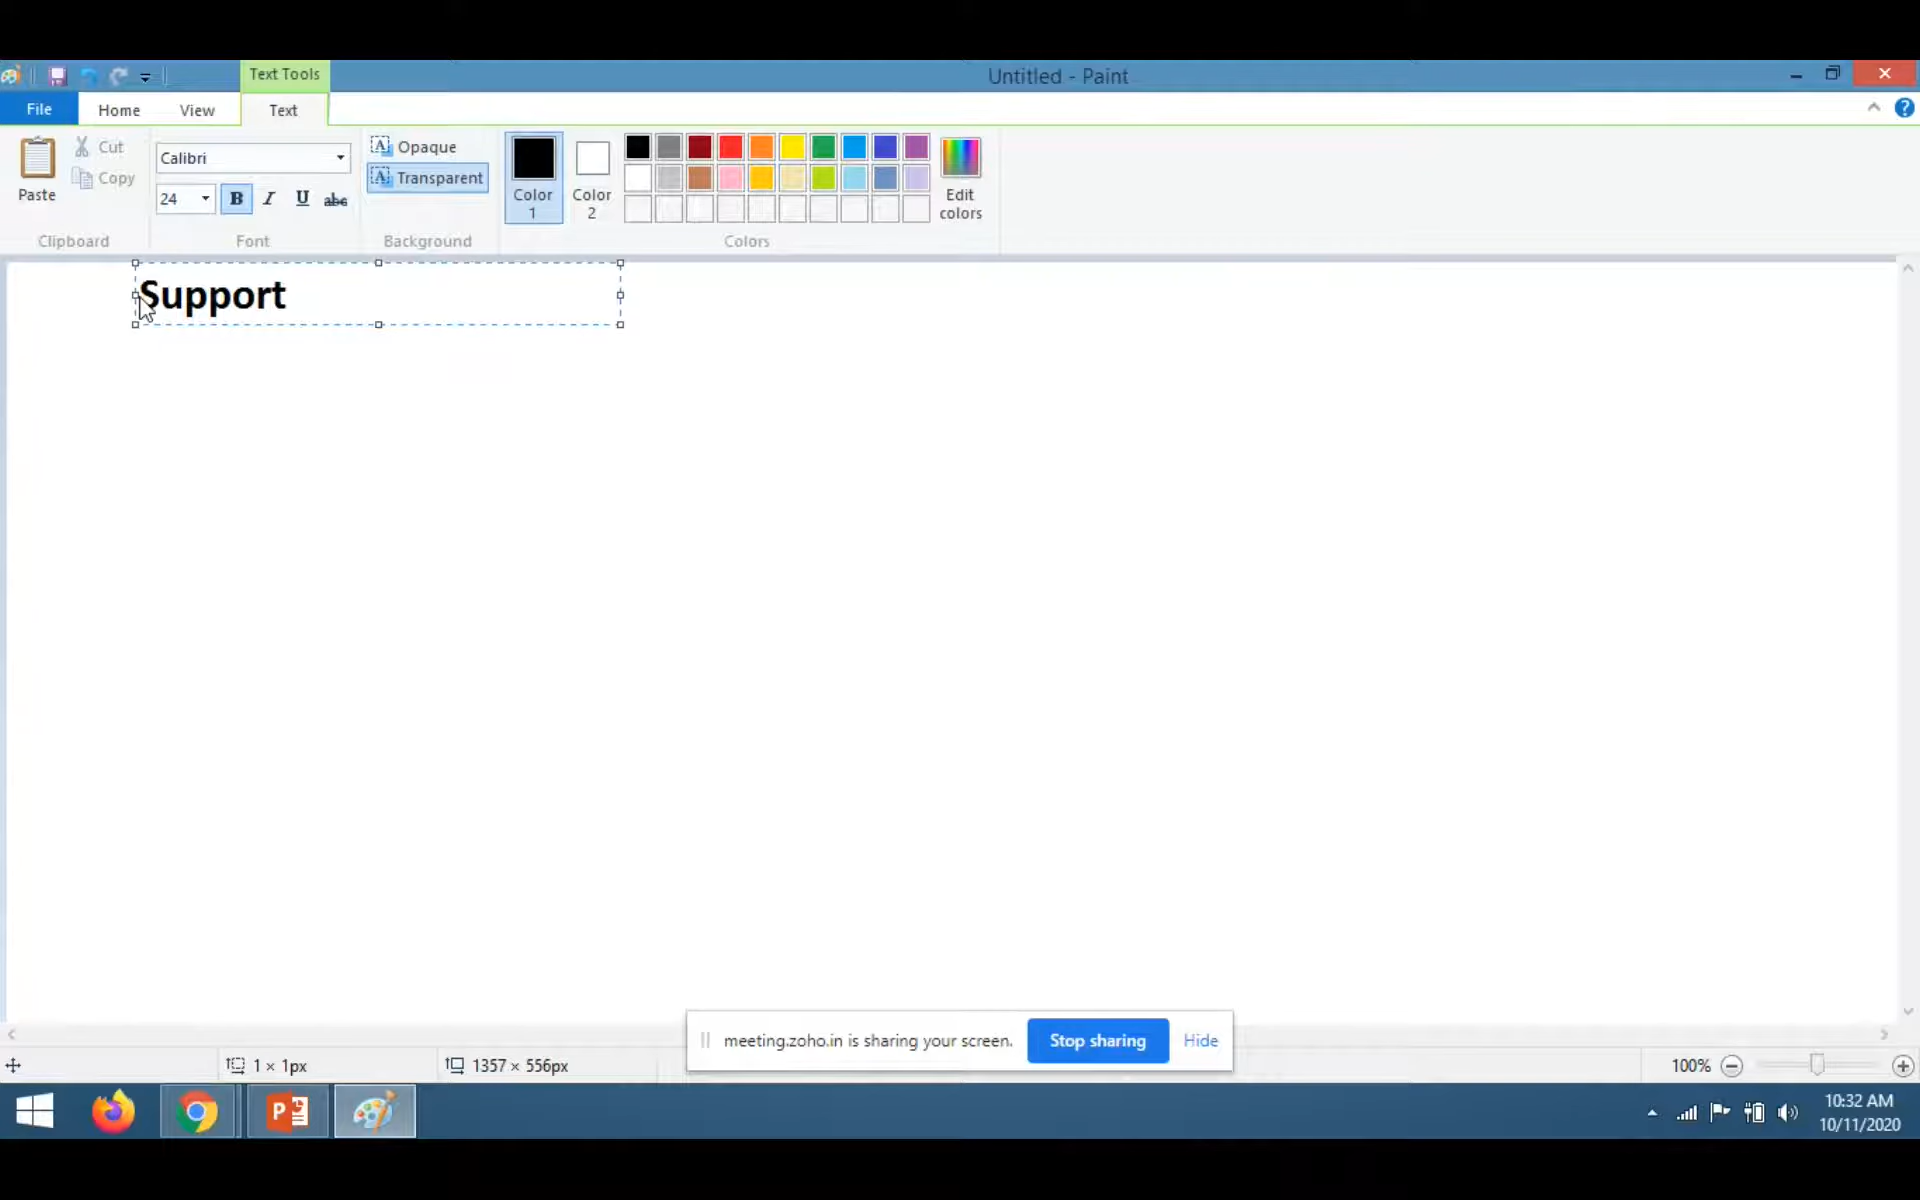 Text Tools
Untitled - Paint
File
Home
View
Text
Paste
Cut
Copy
Clipboard
Calibri
24
B
I
U
abc
Font
Opaque
Transparent
Background
Color
1
Color
2
Edit
colors
Colors
Support
meeting.zoho.in is sharing your screen.
Stop sharing
Hide
1 × 1px
1357 × 556px
100%
10:32 AM
10/11/2020